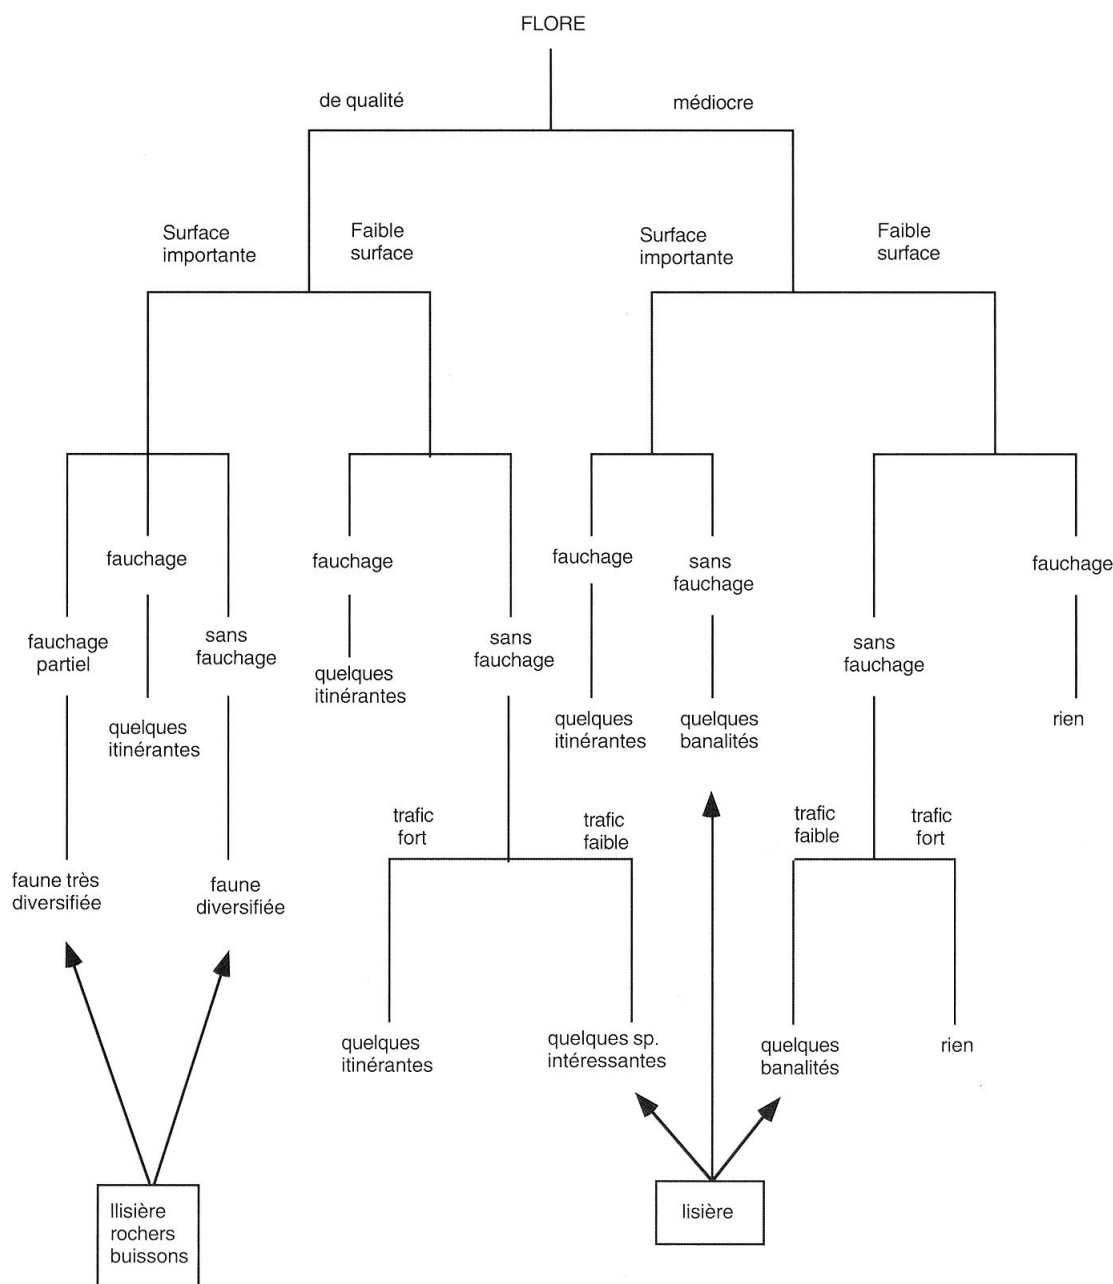 FLORE
de qualité
médiocre
Surface
importante
Faible
surface
Surface
importante
Faible
surface
fauchage
partiel
fauchage
sans
fauchage
fauchage
sans
fauchage
fauchage
sans
fauchage
sans
fauchage
fauchage
quelques
itinérantes
quelques
itinérantes
quelques
itinérantes
quelques
banalités
rien
trafic
fort
trafic
faible
trafic
faible
trafic
fort
faune très
diversifiée
faune
diversifiée
quelques
itinérantes
quelques sp.
intéressantes
quelques
banalités
rien
llisière
rochers
buissons
lisière